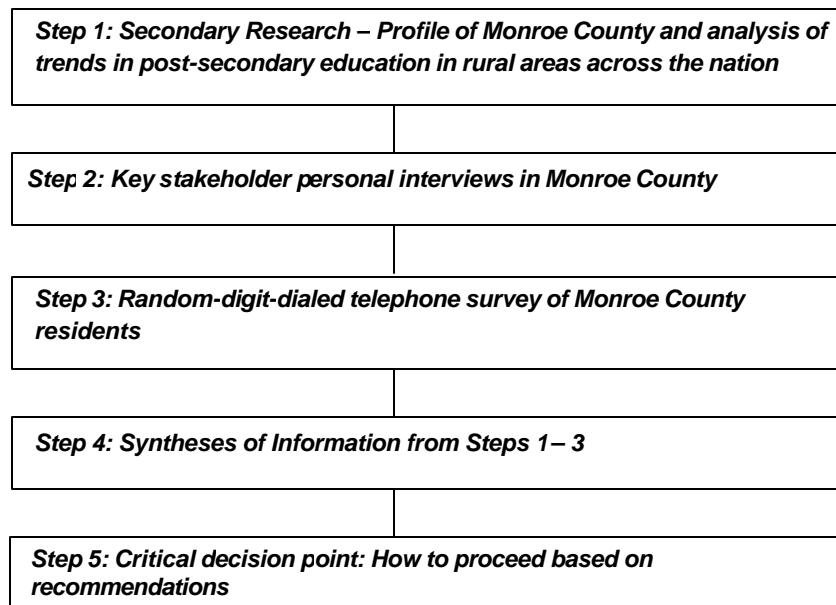 Step 1: Secondary Research – Profile of Monroe County and analysis of
trends in post-secondary education in rural areas across the nation
Step 2: Key stakeholder personal interviews in Monroe County
Step 3: Random-digit-dialed telephone survey of Monroe County
residents
Step 4: Syntheses of Information from Steps 1 – 3
Step 5: Critical decision point: How to proceed based on
recommendations